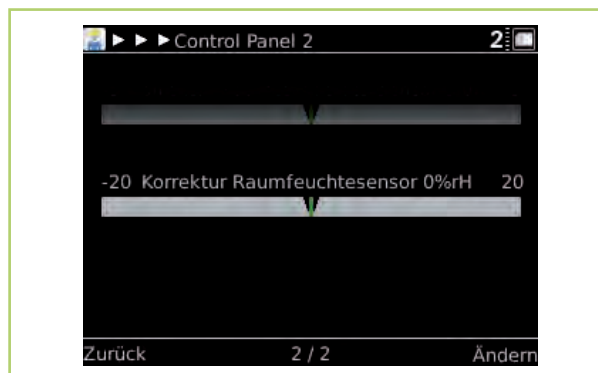 Control Panel 2 2
-20 Korrektur Raumfeuchtesensor 0%rH 20
Zurück 2 / 2 Ändern